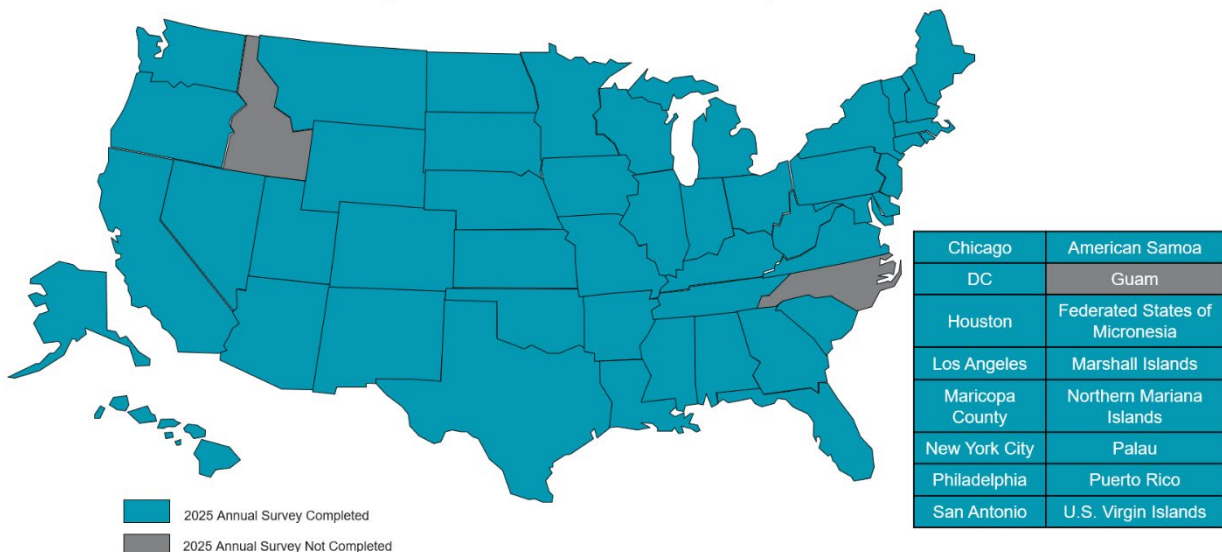 Chicago
American Samoa
DC
Guam
Houston
Federated States of
Micronesia
Los Angeles
Marshall Islands
Maricopa
County
Northern Mariana
Islands
New York City
Palau
Philadelphia
Puerto Rico
San Antonio
U.S. Virgin Islands
2025 Annual Survey Completed
2025 Annual Survey Not Completed